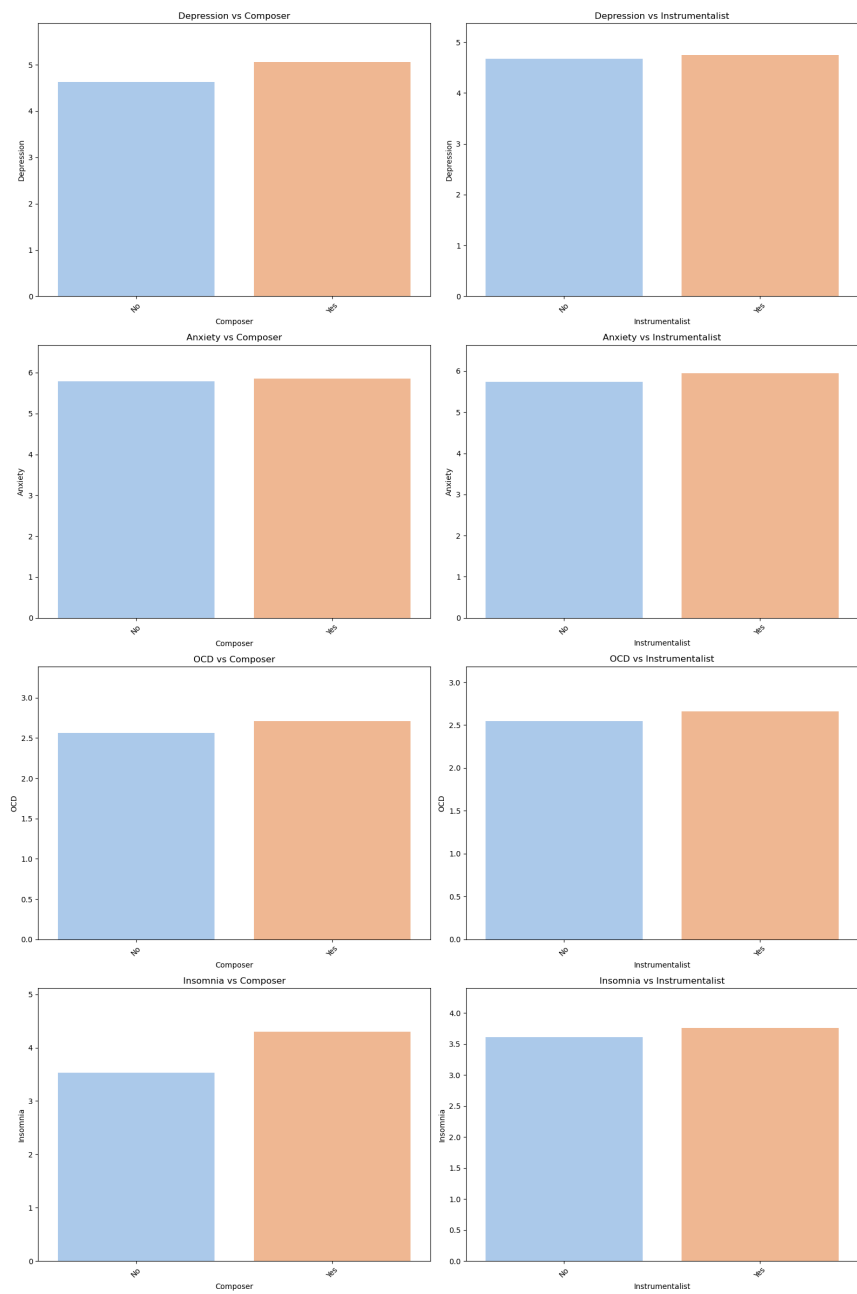 Depression vs Composer
5
4
3
2
1
0
Depression
No
Yes
Composer
Depression vs Instrumentalist
5
4
3
2
1
0
Depression
No
Yes
Instrumentalist
Anxiety vs Composer
6
5
4
3
2
1
0
Anxiety
No
Yes
Composer
Anxiety vs Instrumentalist
6
5
4
3
2
1
0
Anxiety
No
Yes
Instrumentalist
OCD vs Composer
3.0
2.5
2.0
1.5
1.0
0.5
0.0
OCD
No
Yes
Composer
OCD vs Instrumentalist
3.0
2.5
2.0
1.5
1.0
0.5
0.0
OCD
No
Yes
Instrumentalist
Insomnia vs Composer
5
4
3
2
1
0
Insomnia
No
Yes
Composer
Insomnia vs Instrumentalist
4.0
3.5
3.0
2.5
2.0
1.5
1.0
0.5
0.0
Insomnia
No
Yes
Instrumentalist